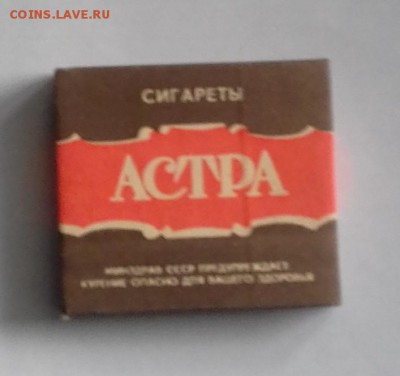 COINS.LAVE.RU
СИГАРЕТЫ
АСТРА
МИНЗДРАВ СССР ПРЕДУПРЕЖДАЕТ:
КУРЕНИЕ ОПАСНО ДЛЯ ВАШЕГО ЗДОРОВЬЯ